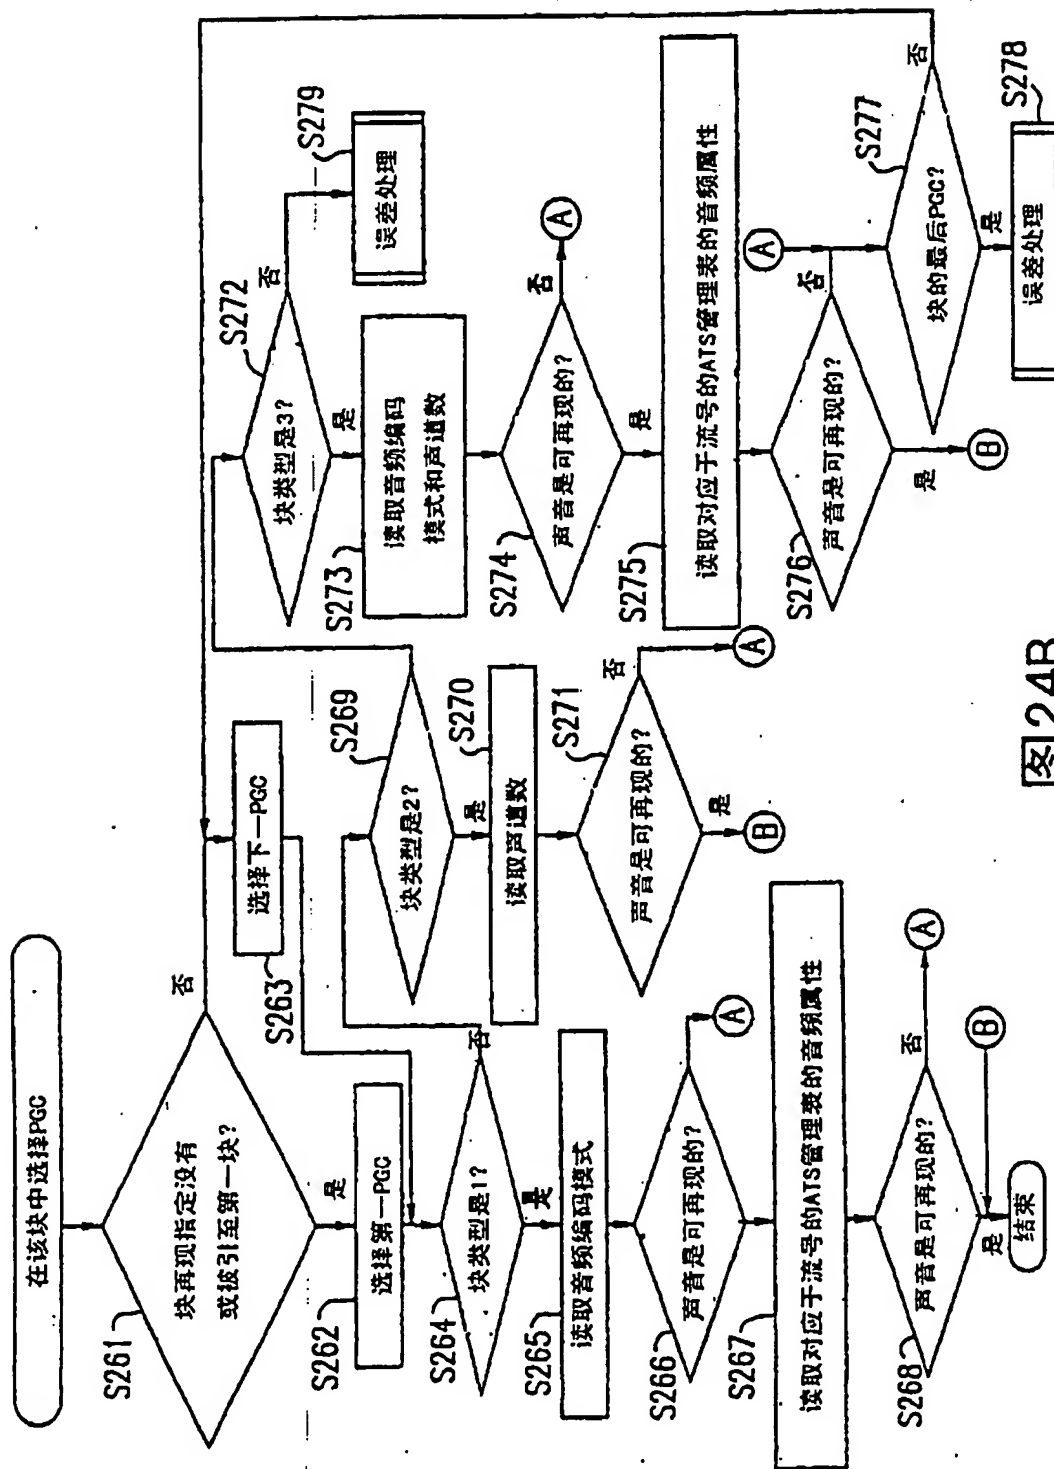 在该块中选择PGC
S261
块再现指定没有
或被引至第一块?
否
是
S262
选择第一PGC
S263
选择下一PGC
S264
块类型是1?
否
是
S265
读取音频编码模式
S266
声音是可再现的?
A
S267
读取对应于流号的ATS管理表的音频属性
S268
声音是可再现的?
否
A
是
B
结束
S269
块类型是2?
是
S270
读取声道数
S271
声音是可再现的?
否
A
是
B
S272
块类型是3?
否
是
S279
误差处理
S273
读取音频编码
模式和声道数
S274
声音是可再现的?
否
A
是
S275
读取对应于流号的ATS管理表的音频属性
S276
声音是可再现的?
否
A
是
B
S277
块的最后PGC?
否
是
S278
误差处理
图24B